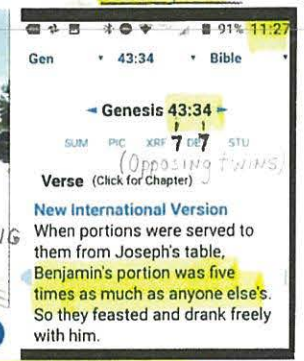 91% 11:27
Gen 43:34 Bible
Genesis 43:34
7 7
SUM PIC XRF DEV STU
(Opposing twins)
Verse (Click for Chapter)
New International Version
When portions were served to
them from Joseph's table,
Benjamin's portion was five
times as much as anyone else's.
So they feasted and drank freely
with him.